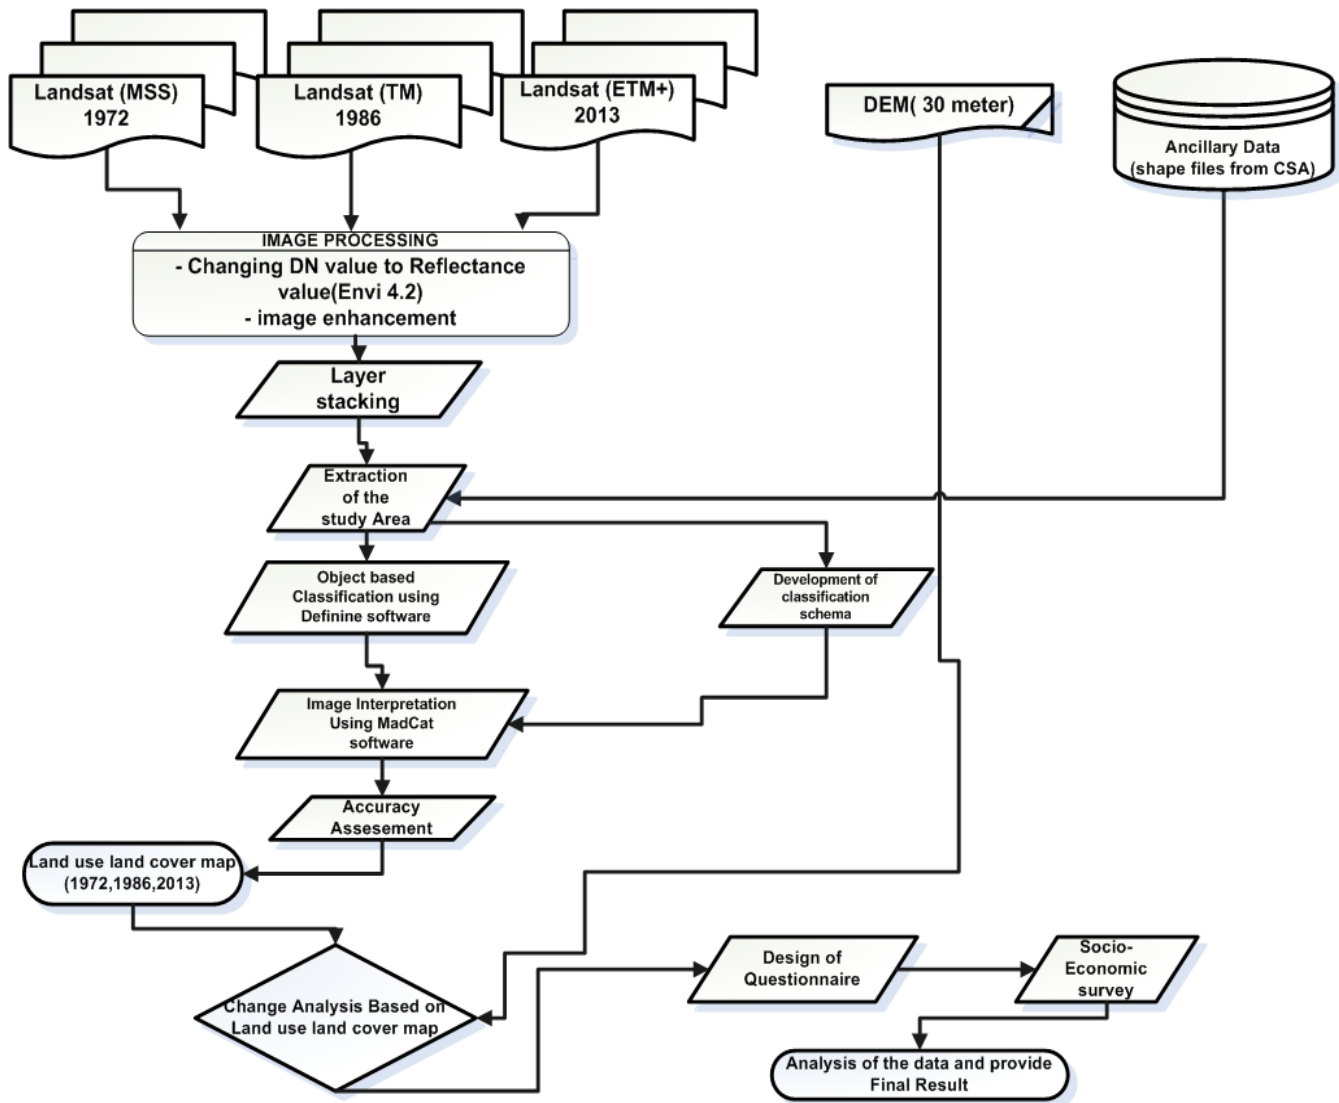 Landsat (MSS)
1972
Landsat (TM)
1986
Landsat (ETM+)
2013
DEM( 30 meter)
Ancillary Data
(shape files from CSA)
IMAGE PROCESSING
- Changing DN value to Reflectance
value(Envi 4.2)
- image enhancement
Layer
stacking
Extraction
of the
study Area
Object based
Classification using
Definine software
Development of
classification
schema
Image Interpretation
Using MadCat
software
Accuracy
Assesement
Land use land cover map
(1972,1986,2013)
Change Analysis Based on
Land use land cover map
Design of
Questionnaire
Socio-
Economic
survey
Analysis of the data and provide
Final Result